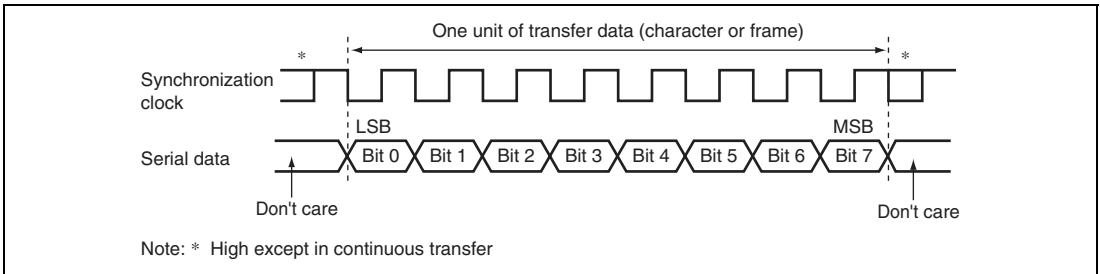 One unit of transfer data (character or frame)
* *
Synchronization
clock
LSB MSB
Serial data Bit 0 Bit 1 Bit 2 Bit 3 Bit 4 Bit 5 Bit 6 Bit 7
Don't care Don't care
Note: * High except in continuous transfer